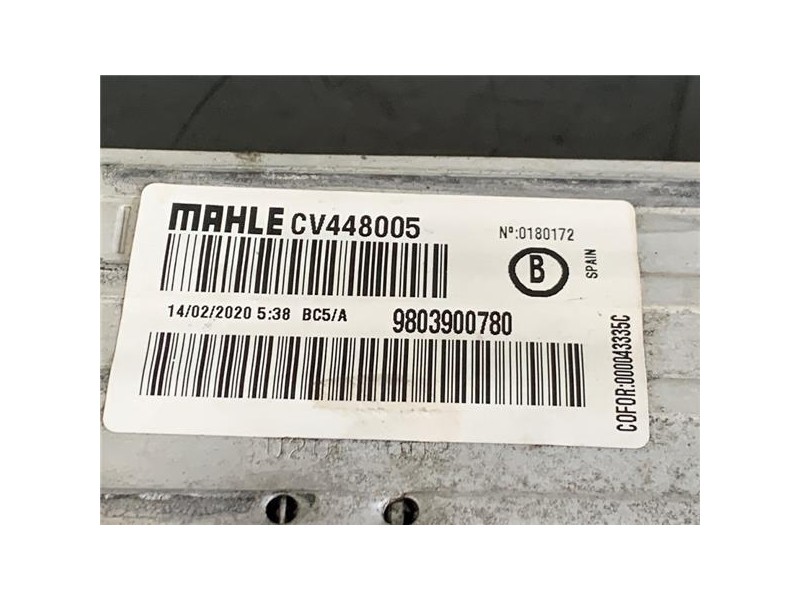 MAHLE CV448005
Nº:0180172
B
SPAIN
14/02/2020 5:38 BC5/A
9803900780
COFOR:000043335C